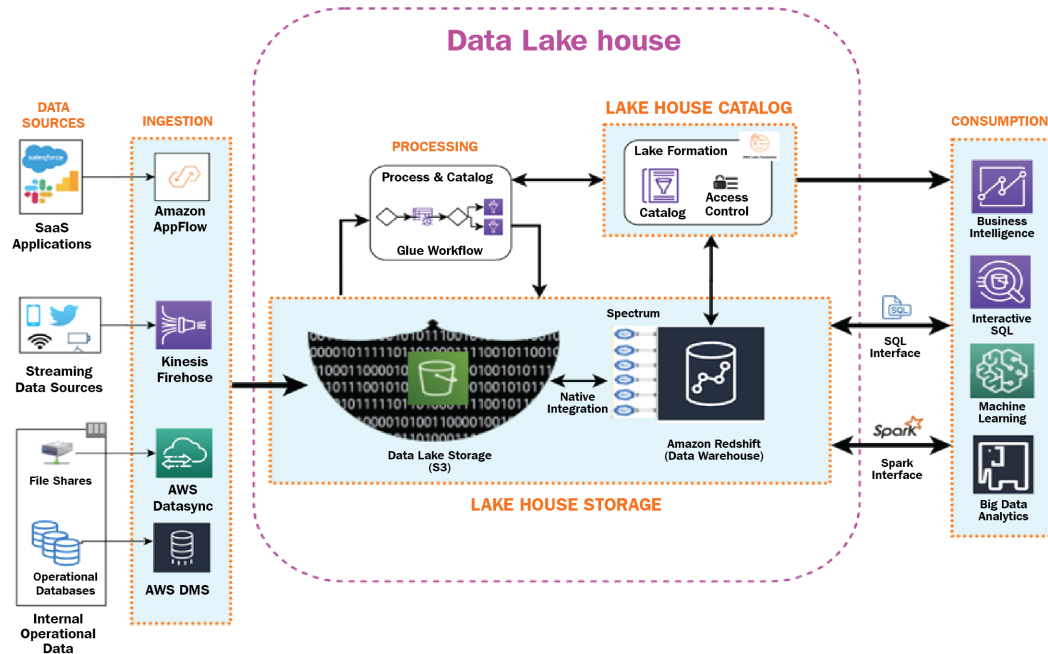 Data Lake house
DATA
SOURCES
salesforce
SaaS
Applications
Streaming
Data Sources
File Shares
Operational
Databases
Internal
Operational
Data
INGESTION
Amazon
AppFlow
Kinesis
Firehose
AWS
Datasync
AWS DMS
PROCESSING
Process & Catalog
Glue Workflow
LAKE HOUSE CATALOG
Lake Formation
AWS Lake Formation
Catalog
Access
Control
Spectrum
Native
Integration
Data Lake Storage
(S3)
Amazon Redshift
(Data Warehouse)
LAKE HOUSE STORAGE
SQL
SQL
Interface
Spark
Spark
Interface
CONSUMPTION
Business
Intelligence
Interactive
SQL
Machine
Learning
Big Data
Analytics